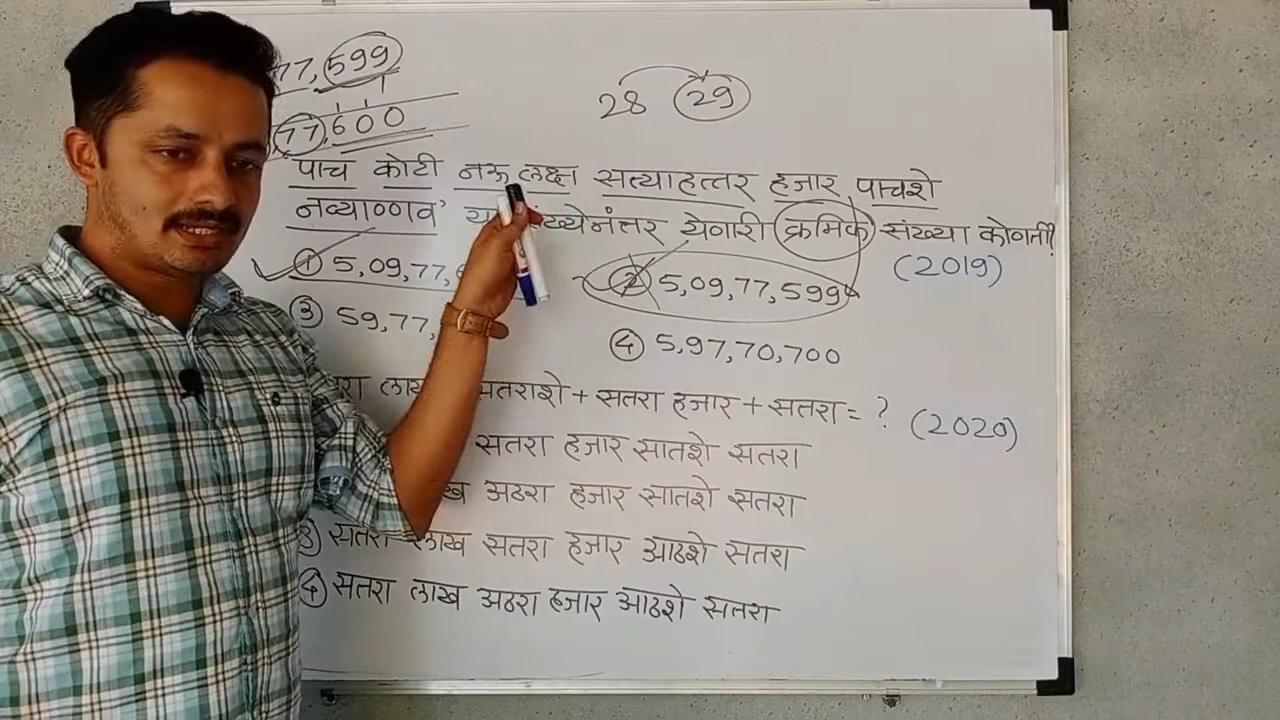 77,599
1
77,600
28 29
पाच कोटी नऊ लक्ष सत्याहत्तर हजार पाचशे
नव्याण्णव' संख्येनंतर येणारी क्रमिक संख्या कोणती?
(2019)
① 5,09,77, ② 5,09,77,599
③ 59,77, ④ 5,97,70,700
सतराशे + सतरा हजार + सतरा = ? (2020)
सतरा हजार सातशे सतरा
अठरा हजार सातशे सतरा
③ सतरा लाख सतरा हजार आठशे सतरा
④ सतरा लाख अठरा हजार आठशे सतरा